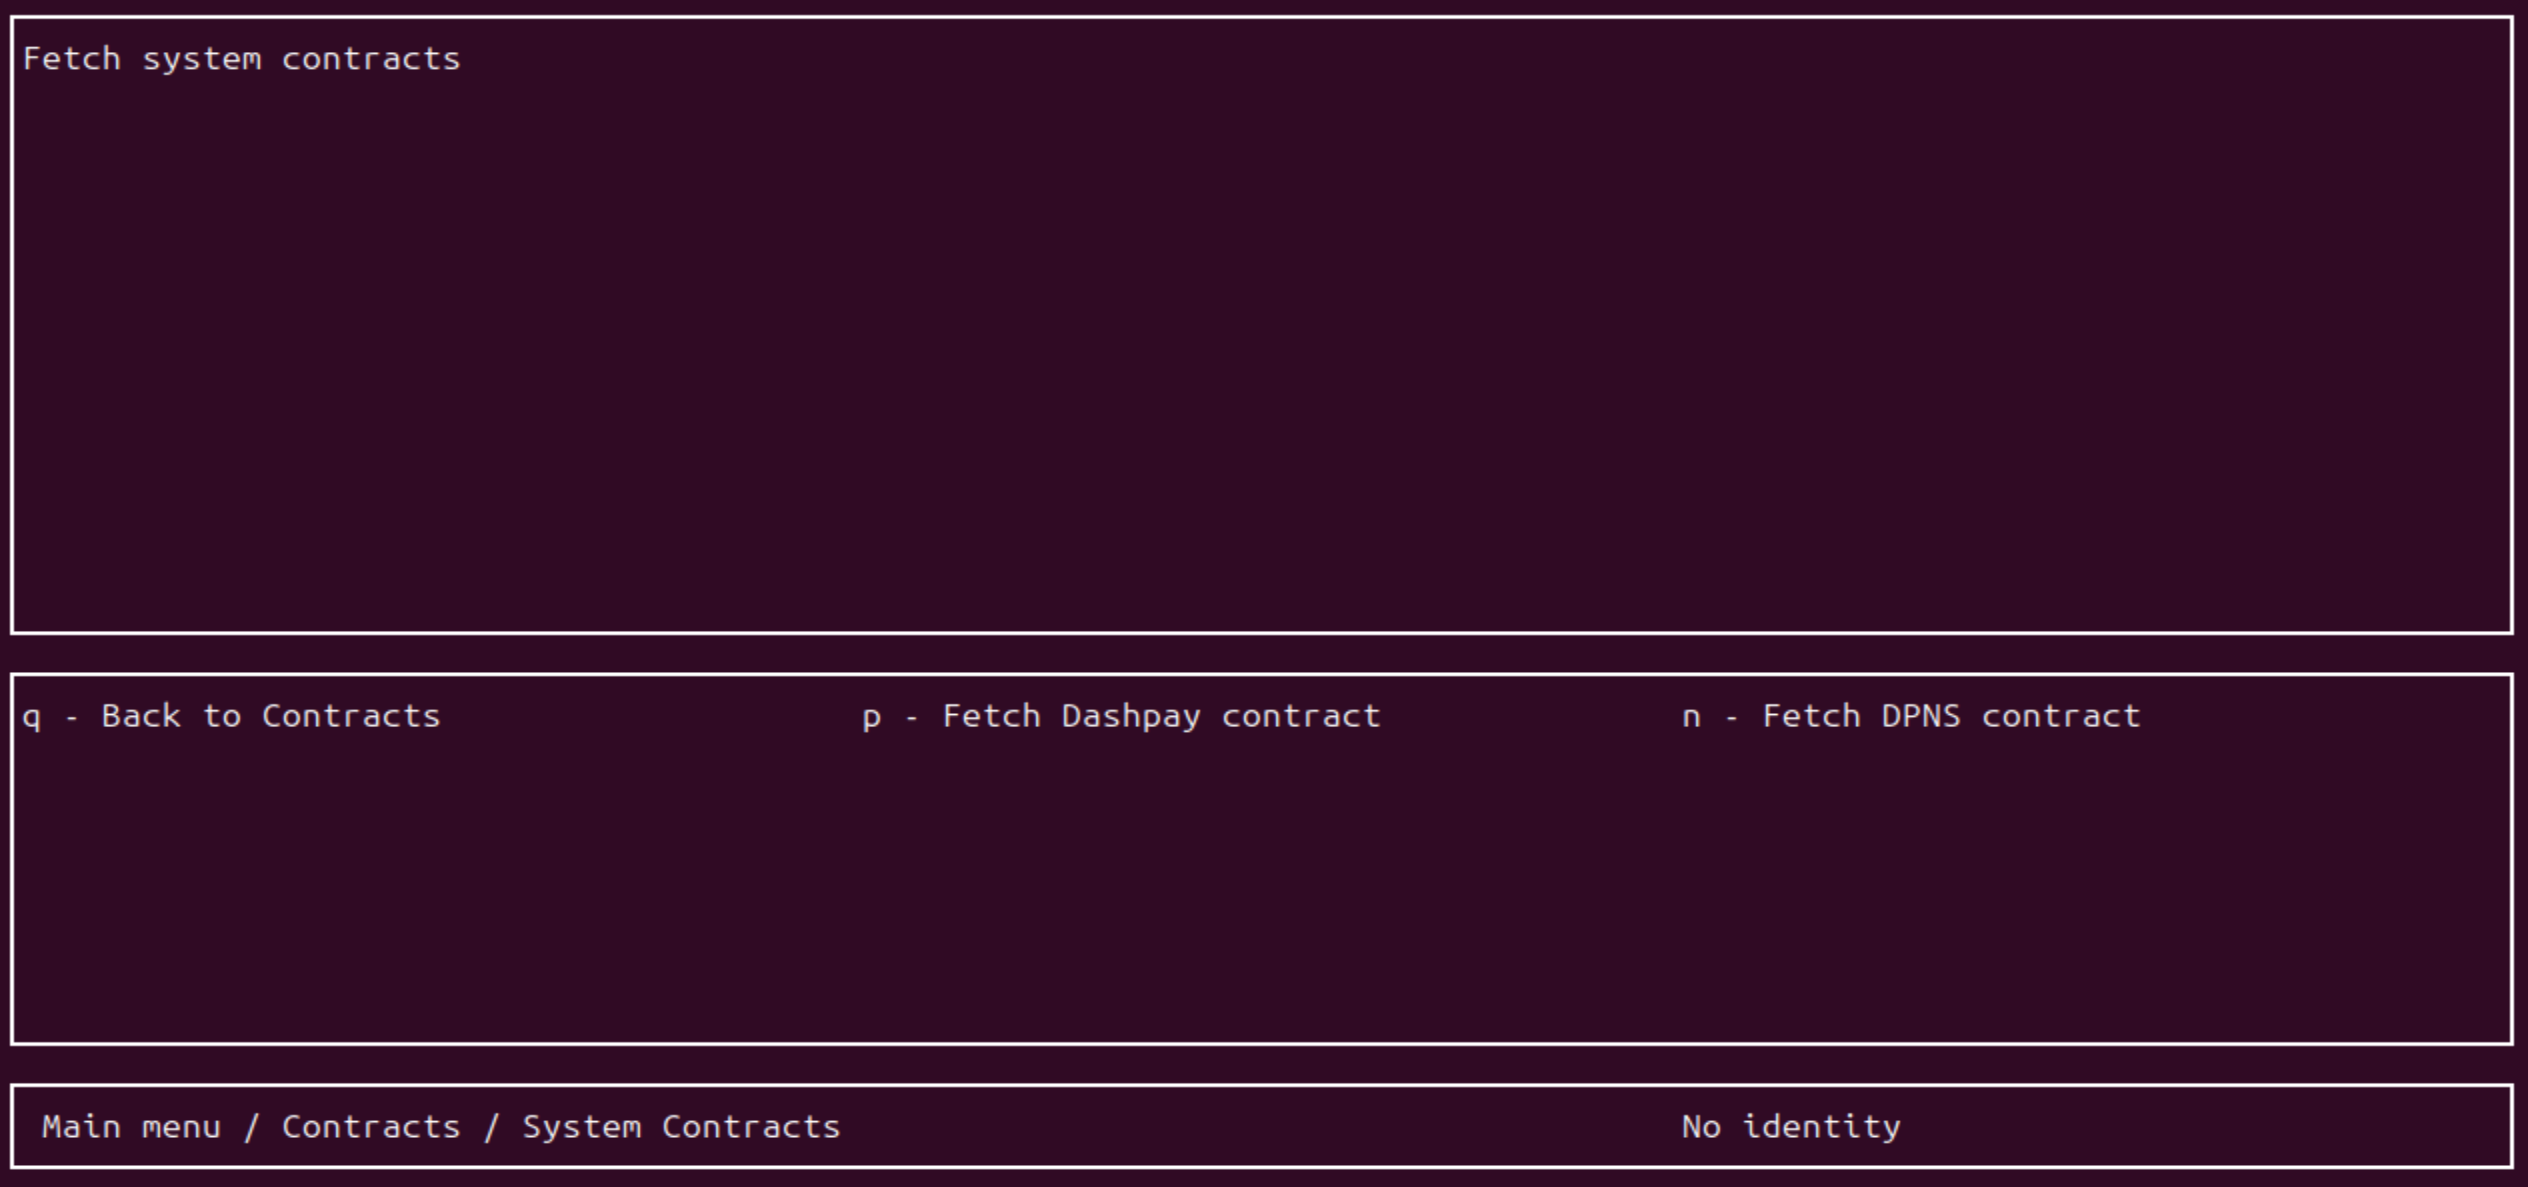 Fetch system contracts
q - Back to Contracts p - Fetch Dashpay contract n - Fetch DPNS contract
Main menu / Contracts / System Contracts No identity